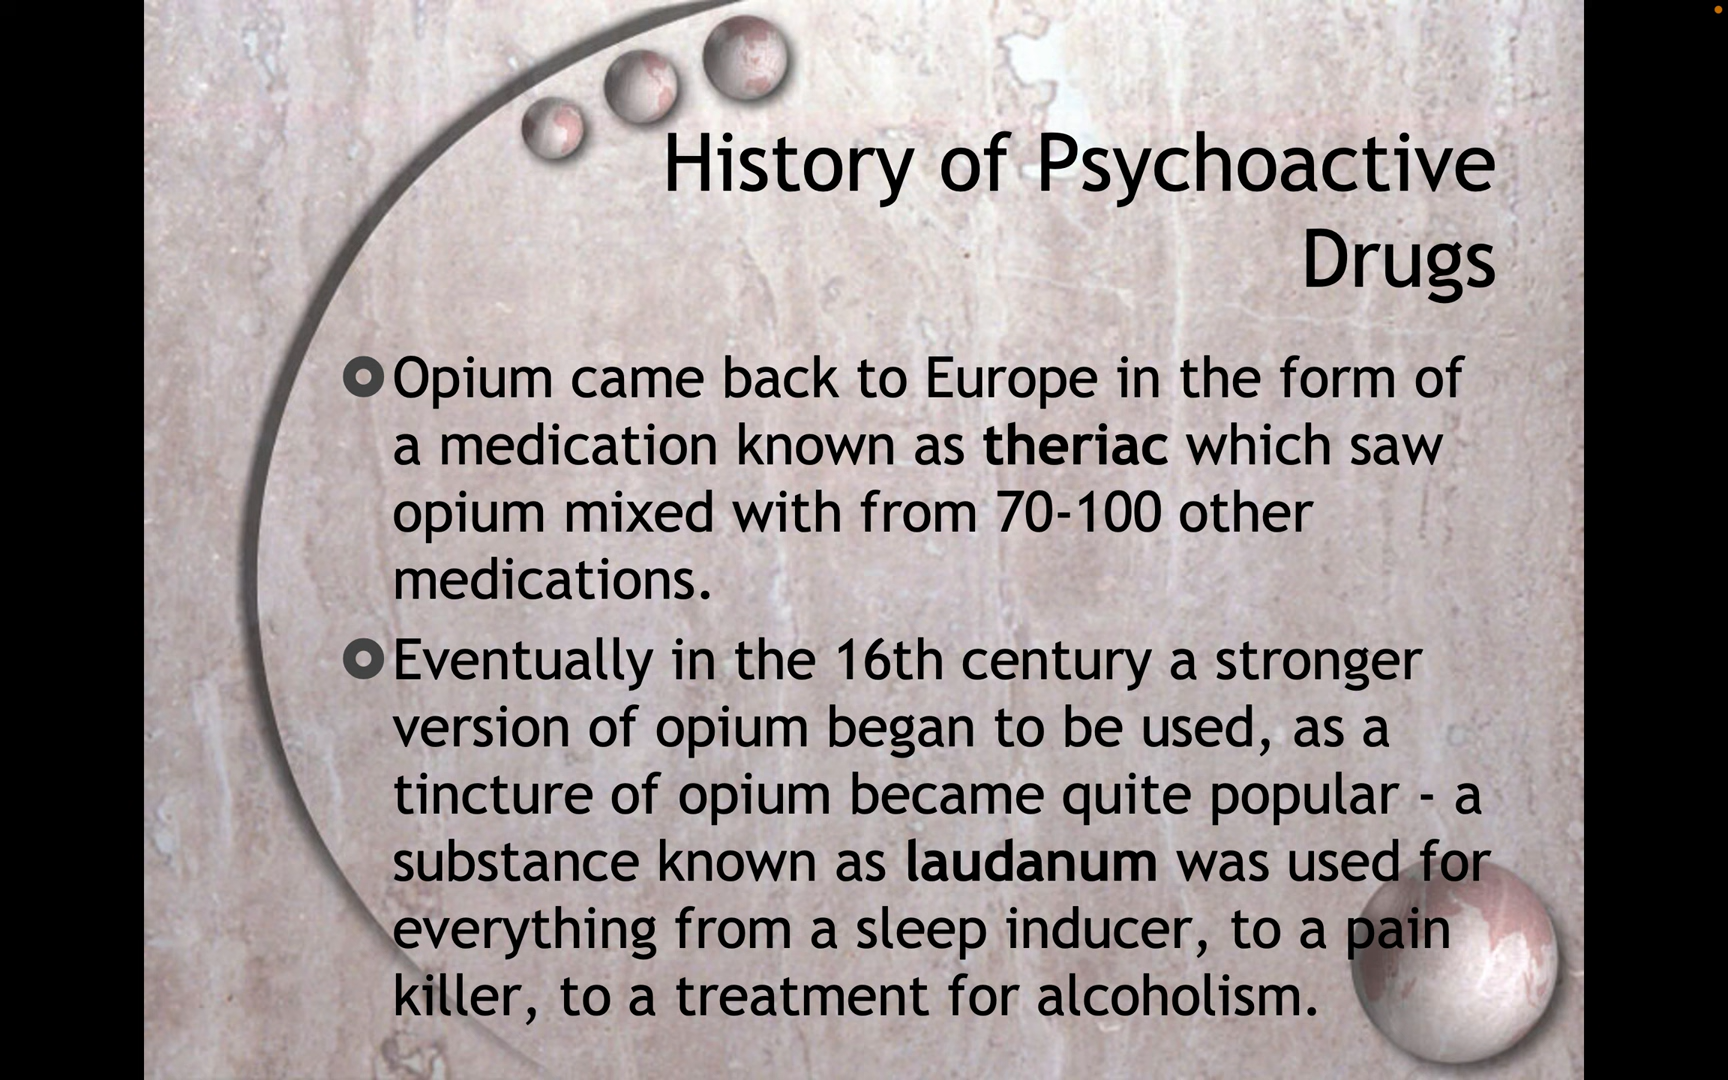 History of Psychoactive
Drugs
Opium came back to Europe in the form of
a medication known as theriac which saw
opium mixed with from 70-100 other
medications.
Eventually in the 16th century a stronger
version of opium began to be used, as a
tincture of opium became quite popular - a
substance known as laudanum was used for
everything from a sleep inducer, to a pain
killer, to a treatment for alcoholism.